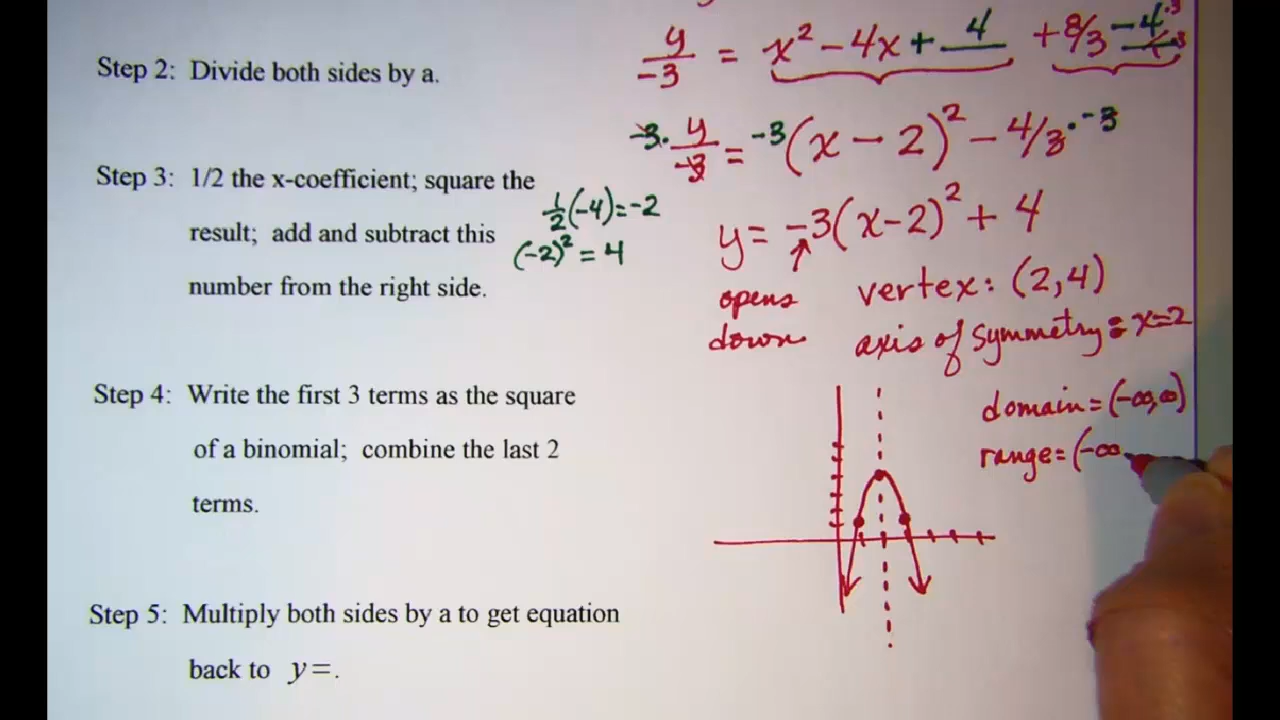 Step 2: Divide both sides by a.
y/-3 = x² - 4x + 4 + 8/3 - 4·3
-3· y/-3 = -3(x - 2)² - 4/3 · -3
Step 3: 1/2 the x-coefficient; square the
result; add and subtract this
number from the right side.
1/2(-4) = -2
(-2)² = 4
y = -3(x-2)² + 4
opens
down
vertex: (2,4)
axis of symmetry: x=2
domain = (-∞,∞)
range = (-∞,
Step 4: Write the first 3 terms as the square
of a binomial; combine the last 2
terms.
Step 5: Multiply both sides by a to get equation
back to y=.